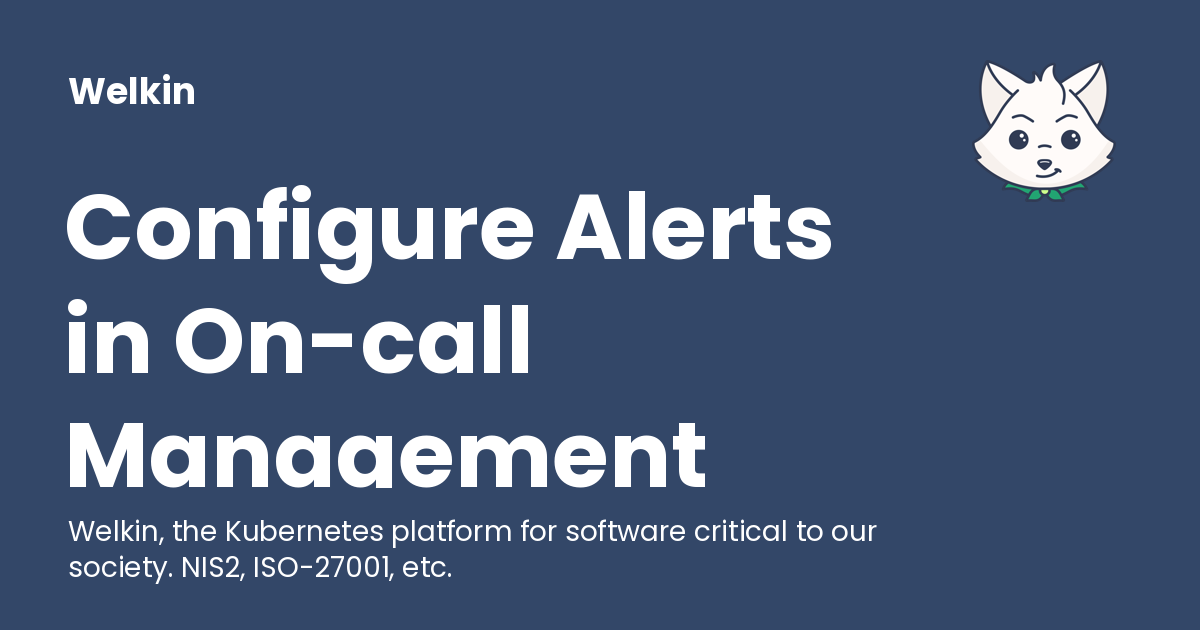 Welkin
Configure Alerts
in On-call
Management
Welkin, the Kubernetes platform for software critical to our
society. NIS2, ISO-27001, etc.